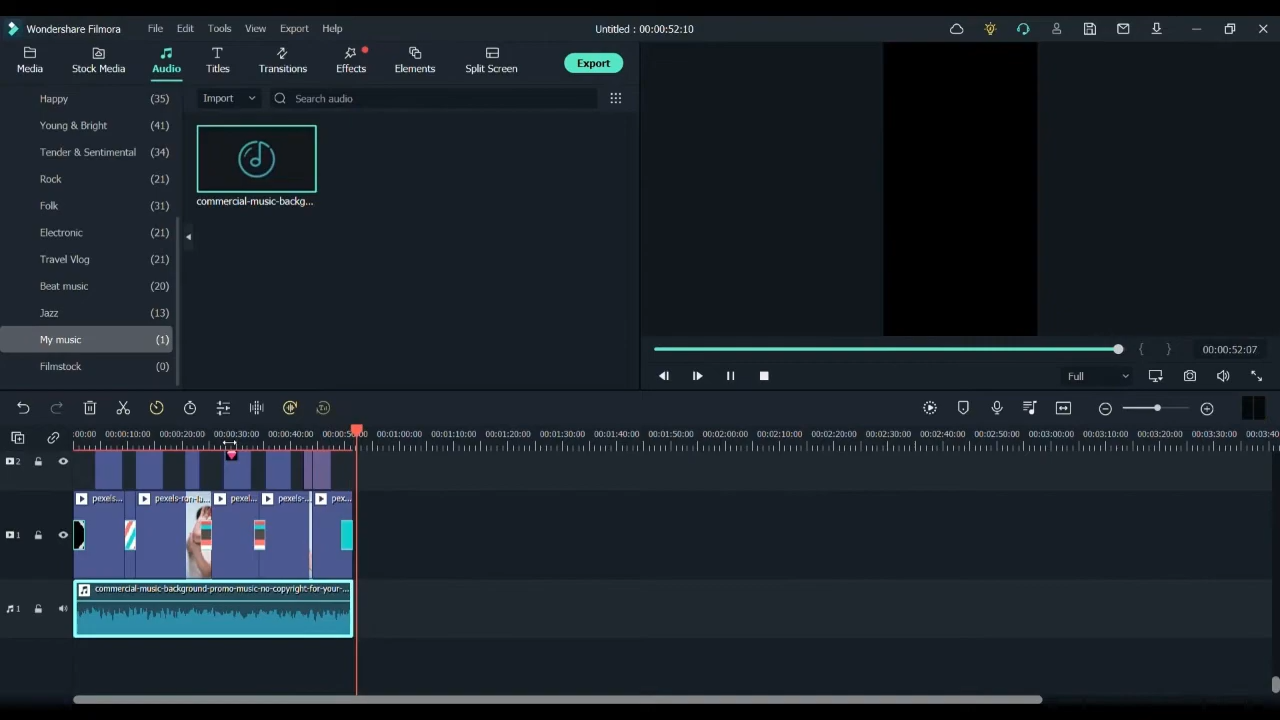 Wondershare Filmora File Edit Tools View Export Help Untitled : 00:00:52:10
Media Stock Media Audio Titles Transitions Effects Elements Split Screen Export
Happy (35)
Young & Bright (41)
Tender & Sentimental (34)
Rock (21)
Folk (31)
Electronic (21)
Travel Vlog (21)
Beat music (20)
Jazz (13)
My music (1)
Filmstock (0)
Import Search audio
commercial-music-backg...
00:00:52:07
Full
:00:00 00:00:10:00 00:00:20:00 00:00:30:00 00:00:40:00 00:01:00:00 00:01:10:00 00:01:20:00 00:01:30:00 00:01:40:00 00:01:50:00 00:02:00:00 00:02:10:00 00:02:20:00 00:02:30:00 00:02:40:00 00:02:50:00 00:03:00:00 00:03:10:00 00:03:20:00 00:03:30:00 00:03:40
2
1 pexels... pexels-ron-la... pexel... pexels-... pex...
1 commercial-music-background-promo-music-no-copyright-for-your-...